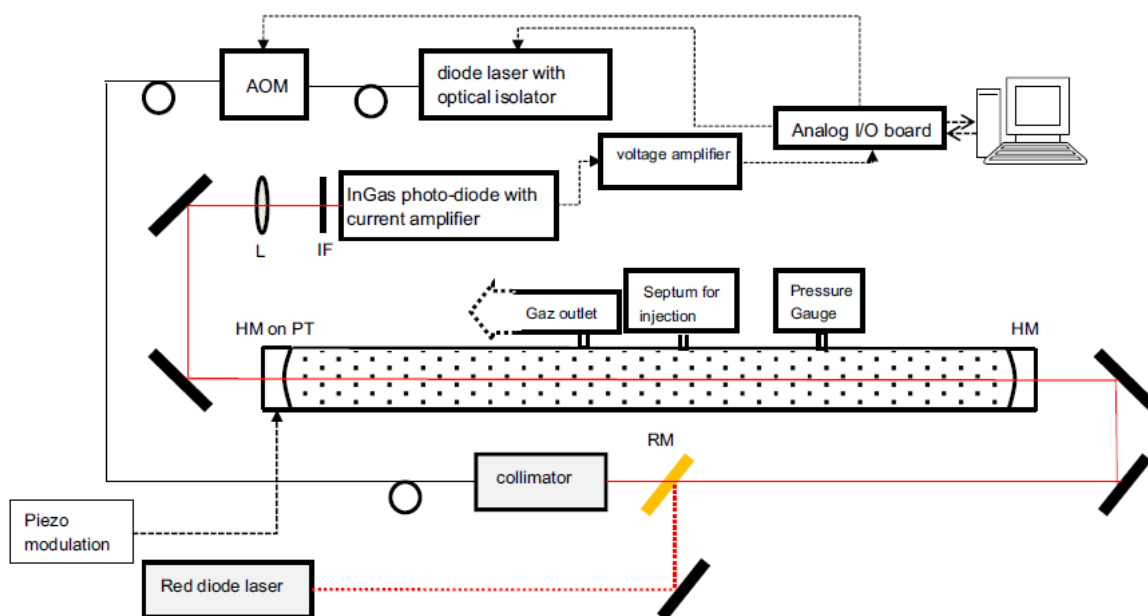 AOM
diode laser with
optical isolator
Analog I/O board
voltage amplifier
InGas photo-diode with
current amplifier
L
IF
Gaz outlet
Septum for
injection
Pressure
Gauge
HM on PT
HM
RM
collimator
Piezo
modulation
Red diode laser